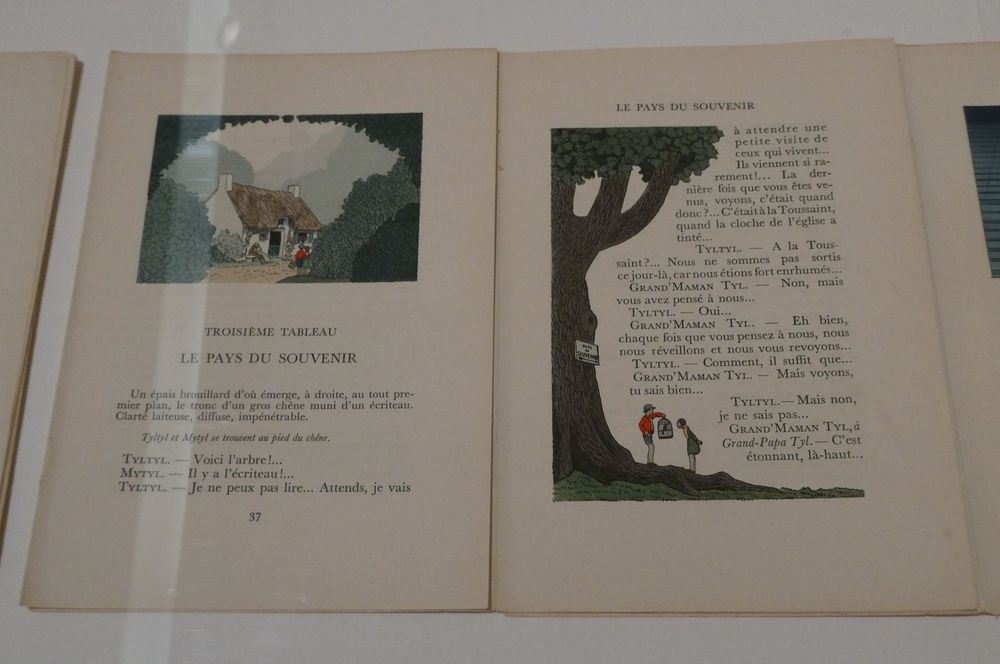 TROISIÈME TABLEAU
LE PAYS DU SOUVENIR
Un épais brouillard d'où émerge, à droite, au tout pre-
mier plan, le tronc d'un gros chêne muni d'un écriteau.
Clarté laiteuse, diffuse, impénétrable.
Tyltyl et Mytyl se trouvent au pied du chêne.
TYLTYL. — Voici l'arbre!...
MYTYL. — Il y a l'écriteau!...
TYLTYL. — Je ne peux pas lire... Attends, je vais
37
LE PAYS DU SOUVENIR
à attendre une
petite visite de
ceux qui vivent...
Ils viennent si ra-
rement!... La der-
nière fois que vous êtes ve-
nus, voyons, c'était quand
donc?... C'était à la Toussaint,
quand la cloche de l'église a
tinté...
TYLTYL. — A la Tous-
saint?... Nous ne sommes pas sortis
ce jour-là, car nous étions fort enrhumés...
GRAND'MAMAN TYL. — Non, mais
vous avez pensé à nous...
TYLTYL. — Oui...
GRAND'MAMAN TYL. — Eh bien,
chaque fois que vous pensez à nous, nous
nous réveillons et nous vous revoyons...
TYLTYL. — Comment, il suffit que...
GRAND'MAMAN TYL. — Mais voyons,
tu sais bien...
TYLTYL. — Mais non,
je ne sais pas...
GRAND'MAMAN TYL, à
Grand-Papa Tyl. — C'est
étonnant, là-haut...
PAYS
DU
SOUVENIR